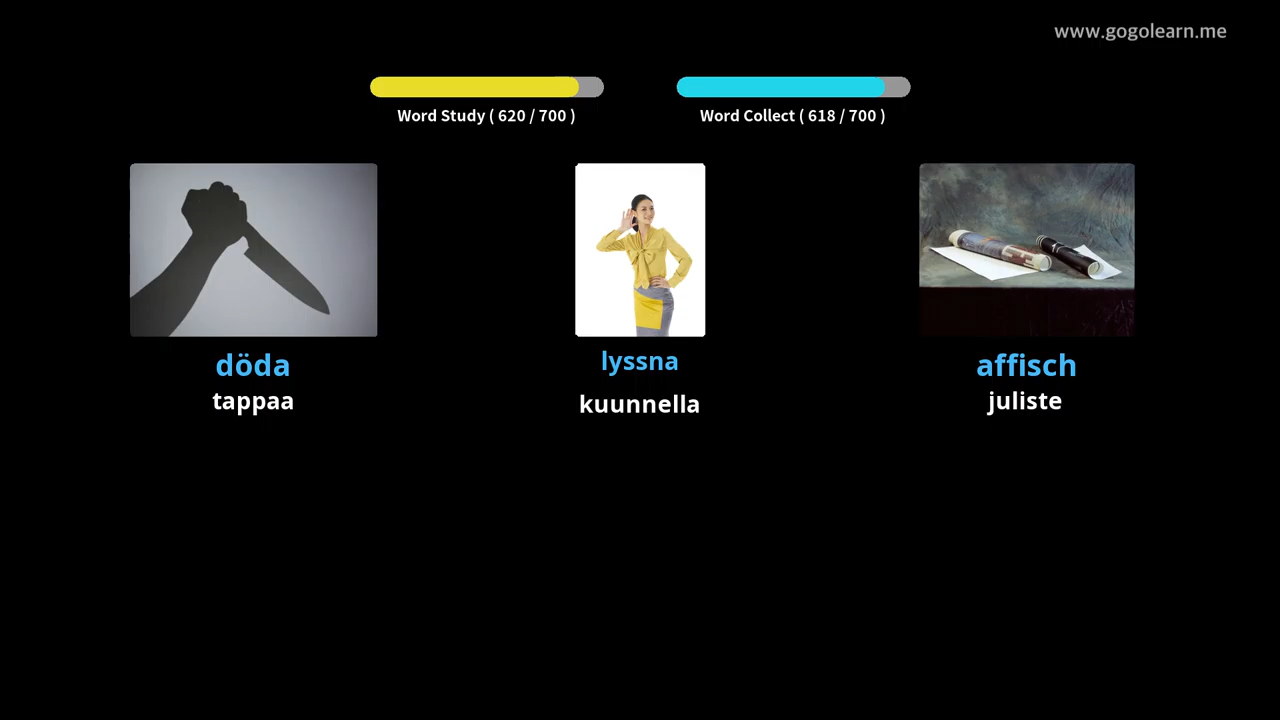 www.gogolearn.me
Word Study ( 620 / 700 )
Word Collect ( 618 / 700 )
döda
tappaa
lyssna
kuunnella
affisch
juliste